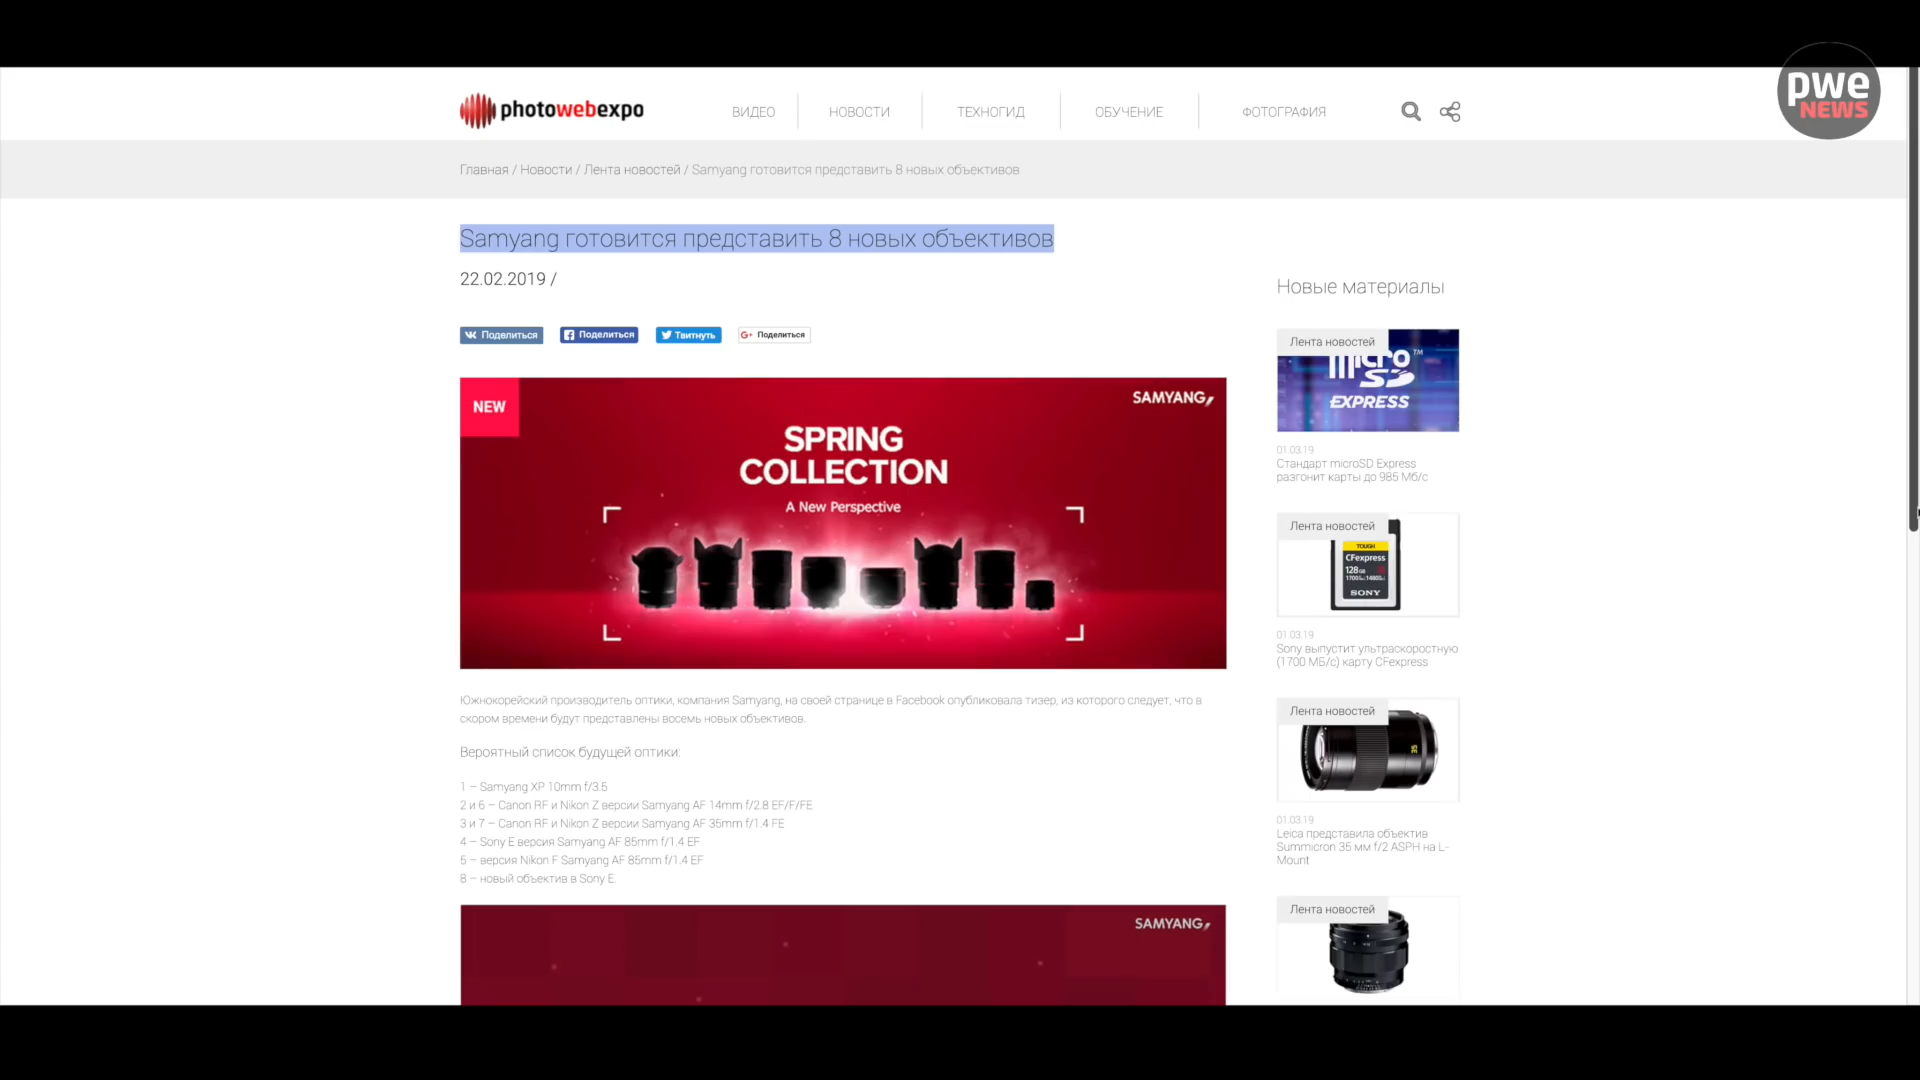 pwe
NEWS
photowebexpo
ВИДЕО
НОВОСТИ
ТЕХНОГИД
ОБУЧЕНИЕ
ФОТОГРАФИЯ
Главная / Новости / Лента новостей / Samyang готовится представить 8 новых объективов
Samyang готовится представить 8 новых объективов
22.02.2019 /
Поделиться
Поделиться
Твитнуть
G+ Поделиться
NEW
SAMYANG
SPRING
COLLECTION
A New Perspective
Южнокорейский производитель оптики, компания Samyang, на своей странице в Facebook опубликовала тизер, из которого следует, что в
скором времени будут представлены восемь новых объективов.
Вероятный список будущей оптики:
1 – Samyang XP 10mm f/3.5
2 и 6 – Canon RF и Nikon Z версии Samyang AF 14mm f/2.8 EF/F/FE
3 и 7 – Canon RF и Nikon Z версии Samyang AF 35mm f/1.4 FE
4 – Sony E версия Samyang AF 85mm f/1.4 EF
5 – версия Nikon F Samyang AF 85mm f/1.4 EF
8 – новый объектив в Sony E.
SAMYANG
Новые материалы
Лента новостей
micro
SD
TM
EXPRESS
01.03.19
Стандарт microSD Express
разгонит карты до 985 Мб/с
Лента новостей
TOUGH
CFexpress
128GB
SONY
01.03.19
Sony выпустит ультраскоростную
(1700 МБ/с) карту CFexpress
Лента новостей
35
01.03.19
Leica представила объектив
Summicron 35 мм f/2 ASPH на L-
Mount
Лента новостей